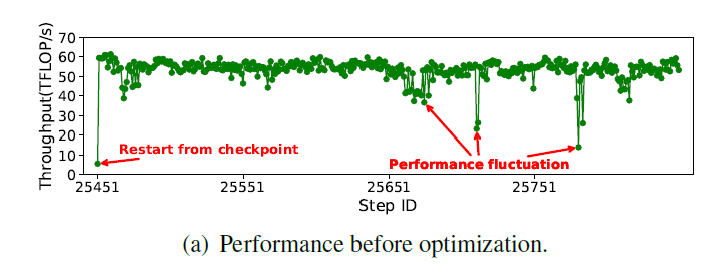 70
60
50
40
30
20
10
0
Throughput(TFLOP/s)
Restart from checkpoint
Performance fluctuation
25451 25551 25651 25751
Step ID
(a) Performance before optimization.